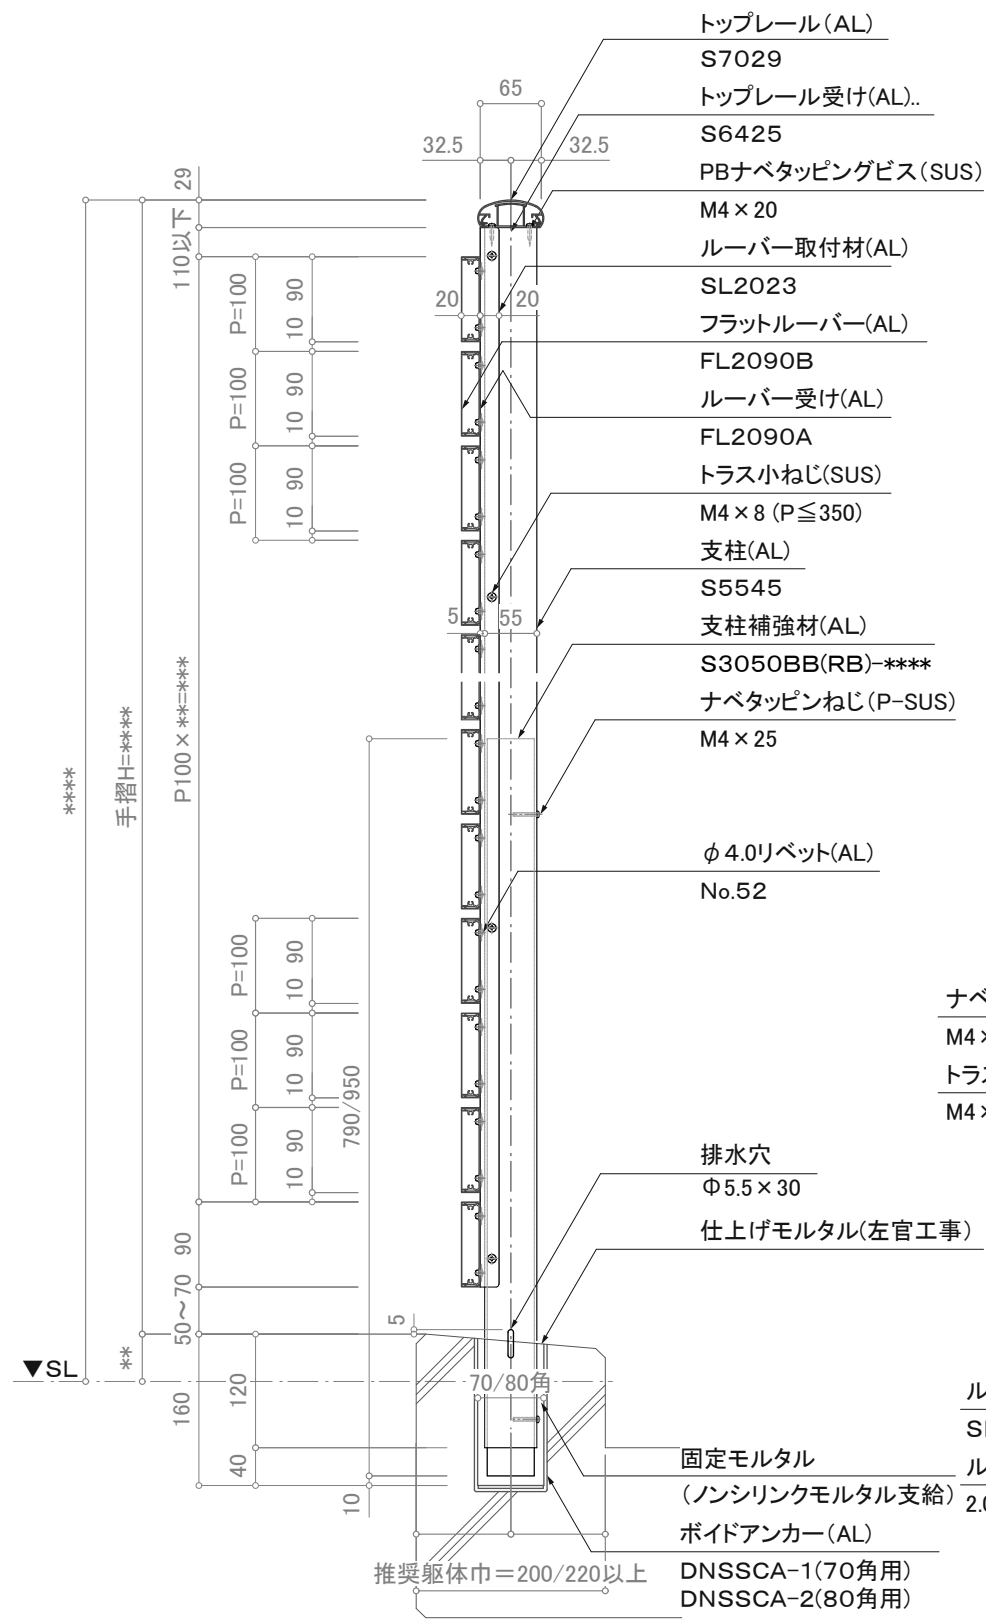 トップレール(AL)
S7029
トップレール受け(AL)..
S6425
PBナベタッピングビス(SUS)
M4×20
ルーバー取付材(AL)
SL2023
フラットルーバー(AL)
FL2090B
ルーバー受け(AL)
FL2090A
トラス小ねじ(SUS)
M4×8 (P≦350)
支柱(AL)
S5545
支柱補強材(AL)
S3050BB(RB)-****
ナベタッピンねじ(P-SUS)
M4×25
φ4.0リベット(AL)
No.52
排水穴
Φ5.5×30
仕上げモルタル(左官工事)
固定モルタル
(ノンシリンクモルタル支給)
ボイドアンカー(AL)
DNSSCA-1(70角用)
DNSSCA-2(80角用)
ナベ
M4×
トラス
M4×
ル
ル
2.0
65
32.5
32.5
20
20
5
55
29
110以下
P=100
10 90
P=100
10 90
P=100
10 90
****
手摺H=****
P100×**=***
P=100
10 90
P=100
10 90
P=100
10 90
790/950
90
50~70
**
▼SL
160
120
40
10
5
70/80角
推奨躯体巾=200/220以上